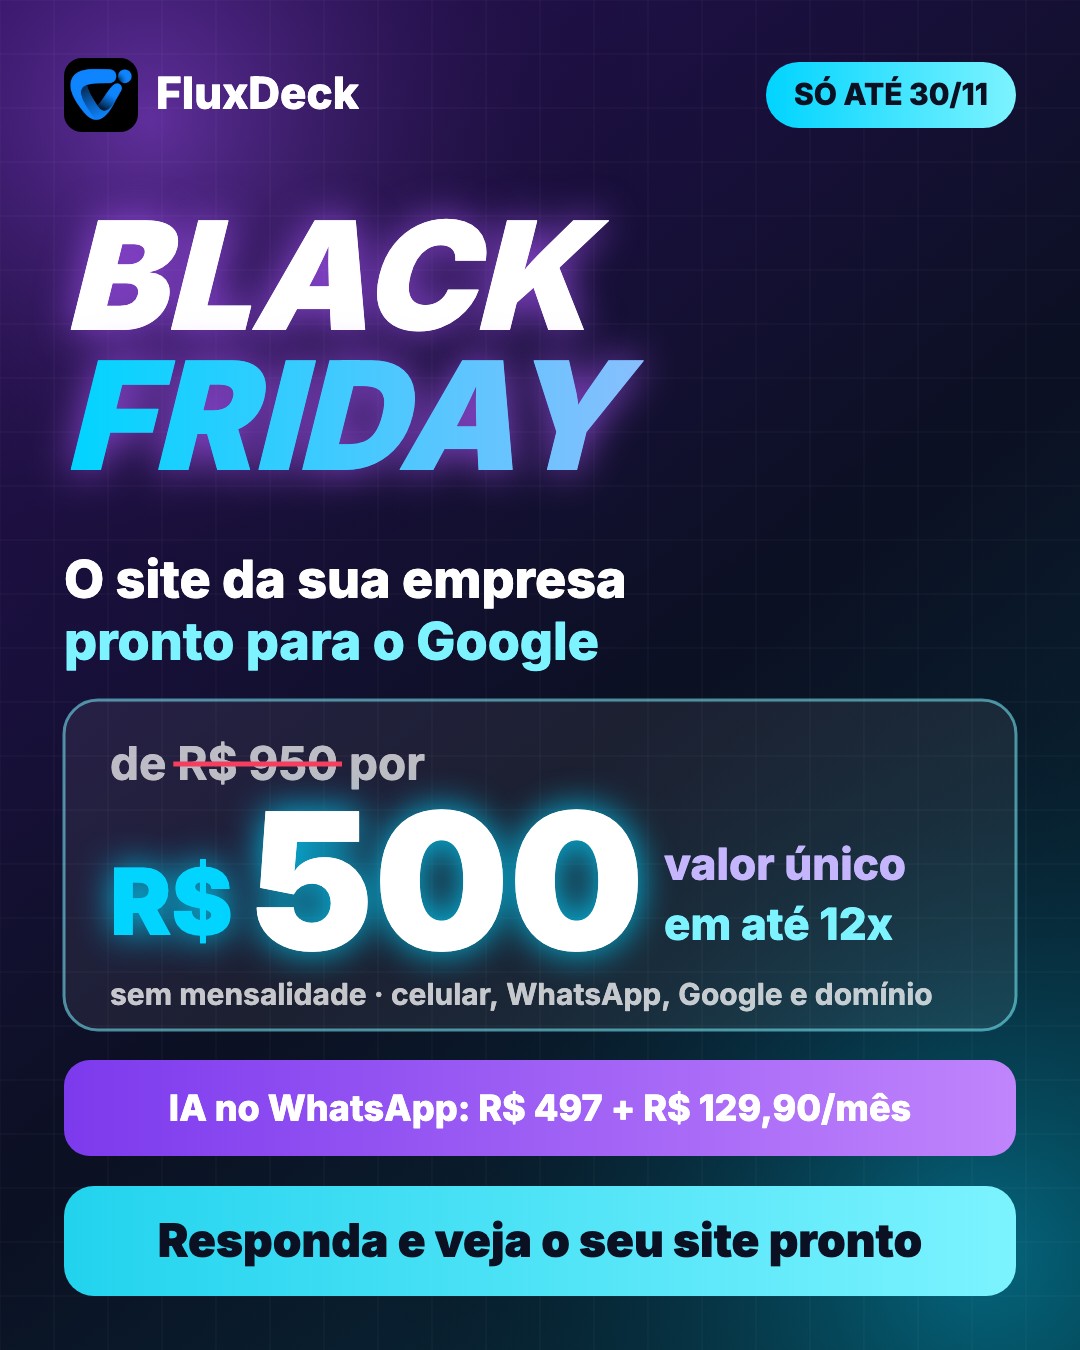 FluxDeck
SÓ ATÉ 30/11
BLACK
FRIDAY
O site da sua empresa
pronto para o Google
de R$ 950 por
R$ 500
valor único
em até 12x
sem mensalidade · celular, WhatsApp, Google e domínio
IA no WhatsApp: R$ 497 + R$ 129,90/mês
Responda e veja o seu site pronto